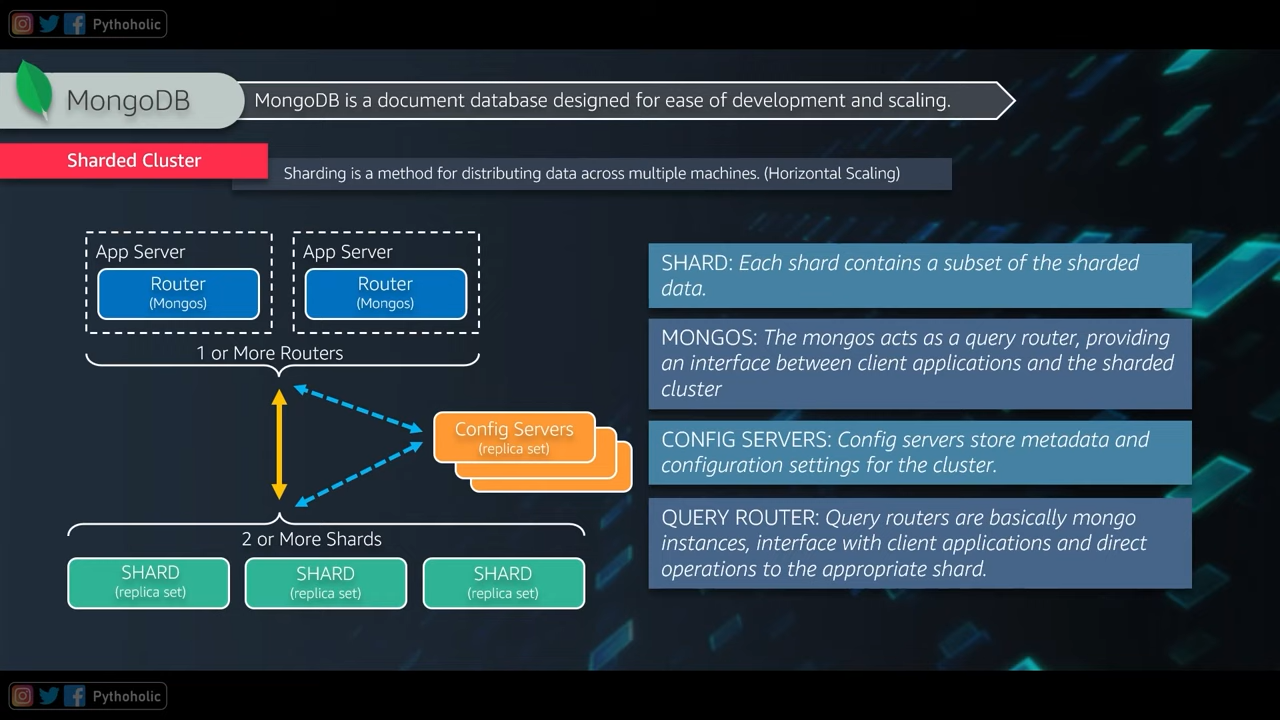 Pythoholic
MongoDB
MongoDB is a document database designed for ease of development and scaling.
Sharded Cluster
Sharding is a method for distributing data across multiple machines. (Horizontal Scaling)
App Server
Router
(Mongos)
App Server
Router
(Mongos)
1 or More Routers
Config Servers
(replica set)
2 or More Shards
SHARD
(replica set)
SHARD
(replica set)
SHARD
(replica set)
SHARD: Each shard contains a subset of the sharded
data.
MONGOS: The mongos acts as a query router, providing
an interface between client applications and the sharded
cluster
CONFIG SERVERS: Config servers store metadata and
configuration settings for the cluster.
QUERY ROUTER: Query routers are basically mongo
instances, interface with client applications and direct
operations to the appropriate shard.
Pythoholic